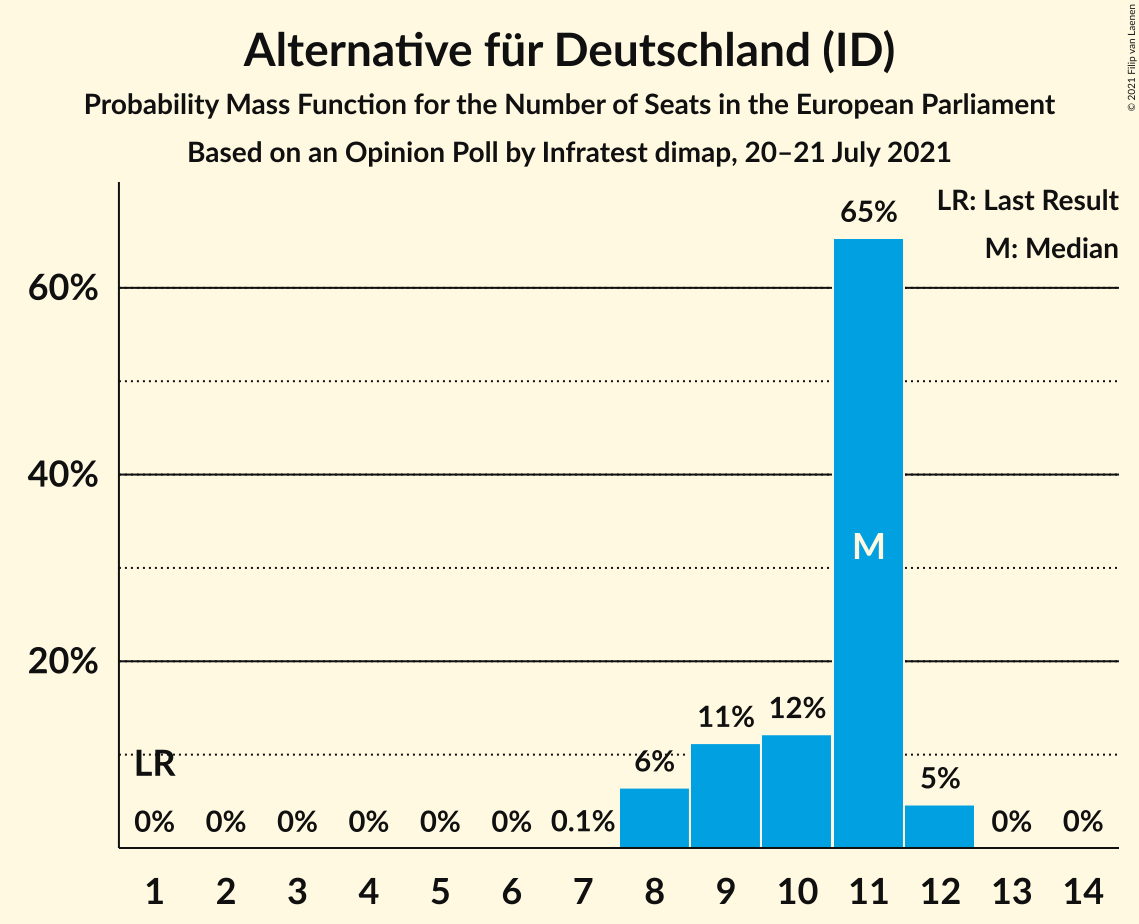 Alternative für Deutschland (ID)
Probability Mass Function for the Number of Seats in the European Parliament
Based on an Opinion Poll by Infratest dimap, 20–21 July 2021
© 2021 Filip van Laenen
LR: Last Result
M: Median
65%
60%
40%
M
20%
12%
11%
LR
6%
5%
0% 0% 0% 0% 0% 0% 0.1% 0% 0%
1 2 3 4 5 6 7 8 9 10 11 12 13 14